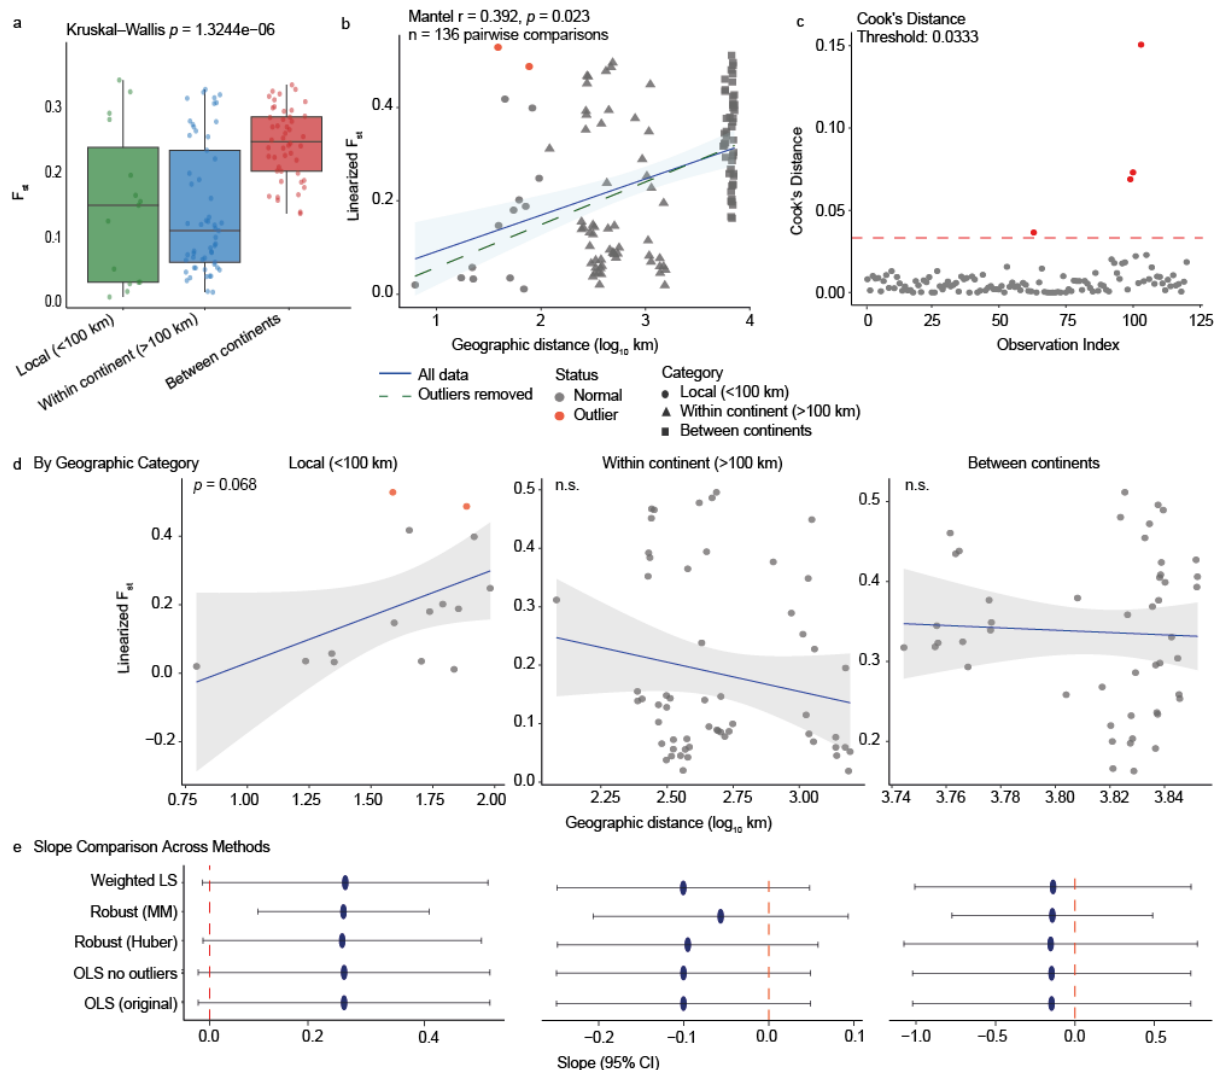 a
Kruskal–Wallis p = 1.3244e−06
F st
0.3
0.2
0.1
0.0
Local (<100 km)
Within continent (>100 km)
Between continents
b
Mantel r = 0.392, p = 0.023
n = 136 pairwise comparisons
Linearized F st
0.4
0.2
0.0
1 2 3 4
Geographic distance (log10 km)
c
Cook's Distance
Threshold: 0.0333
Cook's Distance
0.15
0.10
0.05
0.00
0 25 50 75 100 125
Observation Index
All data
Outliers removed
Status
Normal
Outlier
Category
Local (<100 km)
Within continent (>100 km)
Between continents
d By Geographic Category
Local (<100 km)
p = 0.068
Linearized F st
0.4
0.2
0.0
−0.2
0.75 1.00 1.25 1.50 1.75 2.00
Within continent (>100 km)
n.s.
0.5
0.4
0.3
0.2
0.1
0.0
2.25 2.50 2.75 3.00
Between continents
n.s.
0.5
0.4
0.3
0.2
3.74 3.76 3.78 3.80 3.82 3.84
Geographic distance (log10 km)
e Slope Comparison Across Methods
Weighted LS
Robust (MM)
Robust (Huber)
OLS no outliers
OLS (original)
0.0 0.2 0.4
−0.2 −0.1 0.0 0.1
−1.0 −0.5 0.0 0.5
Slope (95% CI)